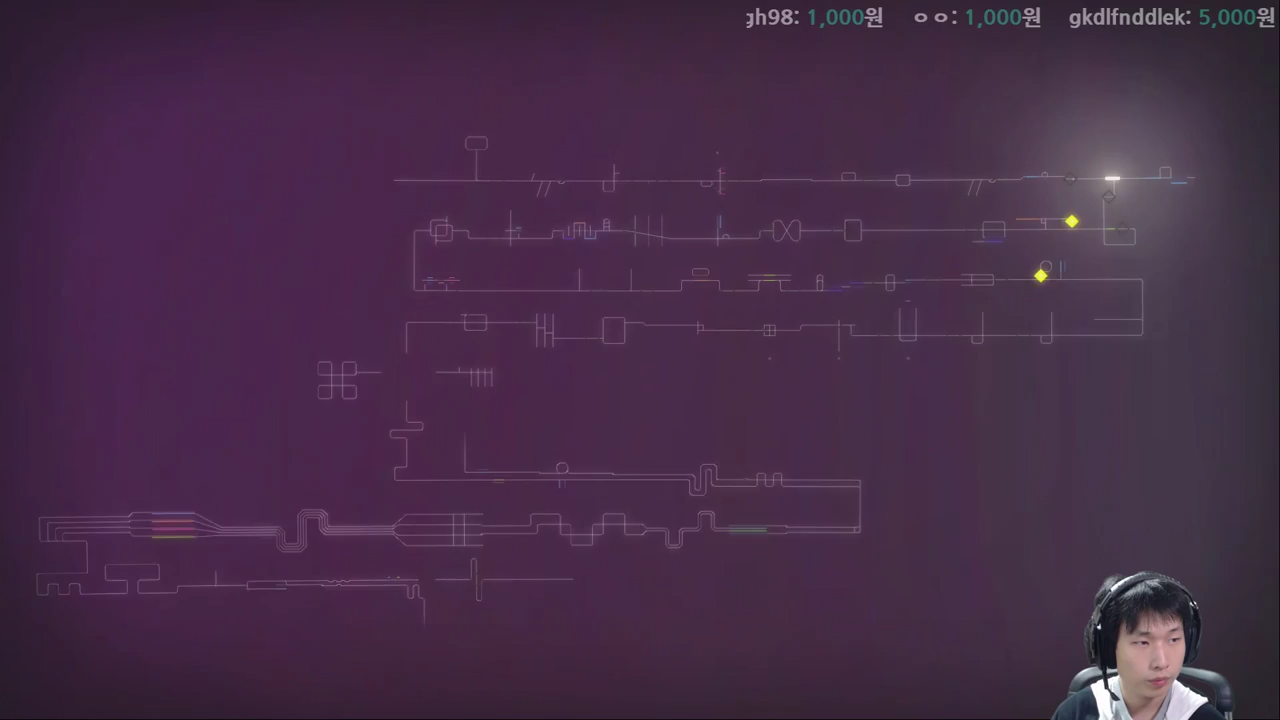 gh98: 1,000원 ㅇㅇ: 1,000원 gkdlfnddlek: 5,000원